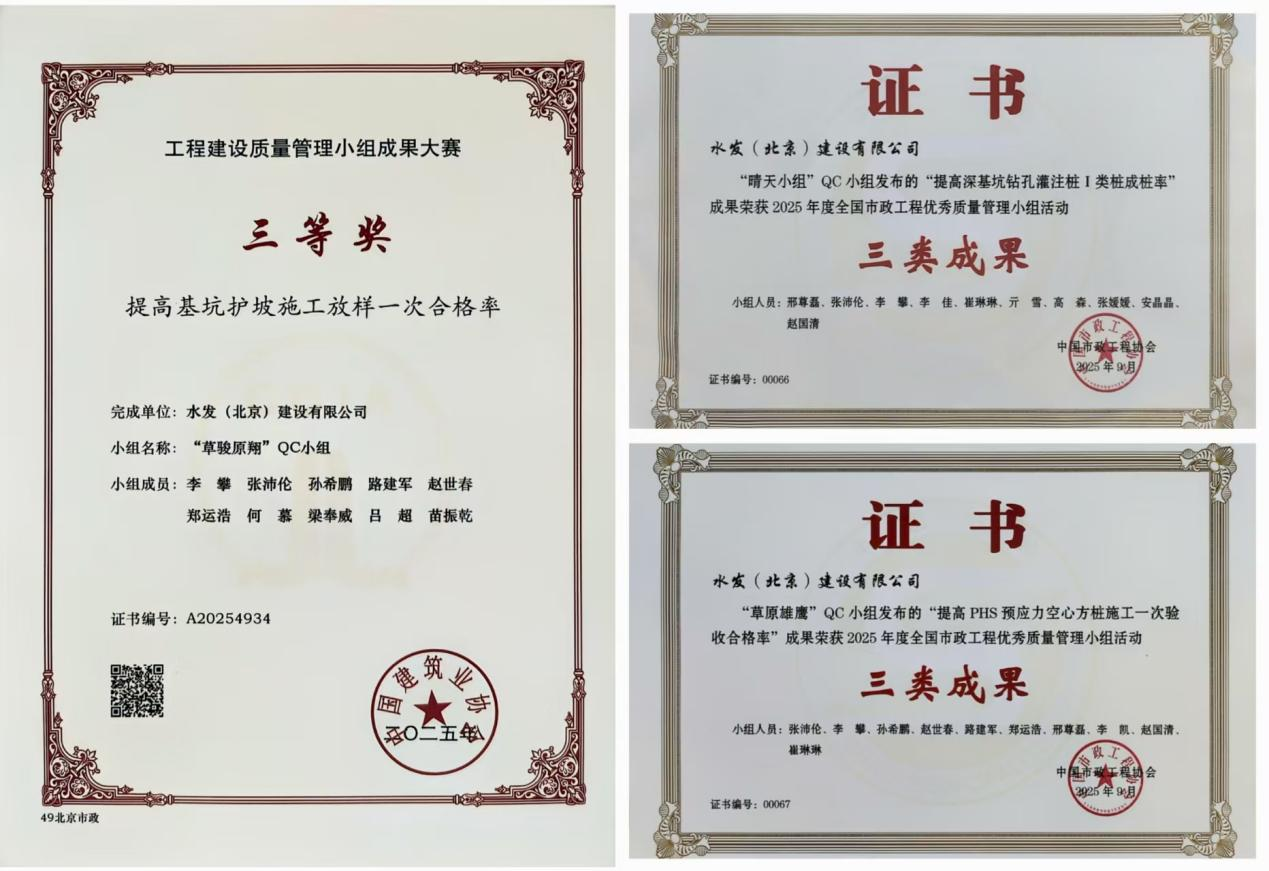 工程建设质量管理小组成果大赛
三等奖
提高基坑护坡施工放样一次合格率
完成单位：水发（北京）建设有限公司
小组名称：“草骏原翔”QC小组
小组成员：李 攀 张沛伦 孙希鹏 路建军 赵世春
郑运浩 何 慕 梁奉威 吕 超 苗振乾
证书编号：A20254934
中国建筑业协会
二〇二五年
49北京市政
证 书
水发（北京）建设有限公司
“晴天小组”QC小组发布的“提高深基坑钻孔灌注桩Ⅰ类桩成桩率”
成果荣获2025年度全国市政工程优秀质量管理小组活动
三类成果
小组人员：邢尊磊、张沛伦、李 攀、李 佳、崔琳琳、亓 雪、高 森、张媛媛、安晶晶、
赵国清
中国市政工程协会
2025年9月
证书编号：00066
证 书
水发（北京）建设有限公司
“草原雄鹰”QC小组发布的“提高PHS预应力空心方桩施工一次验
收合格率”成果荣获2025年度全国市政工程优秀质量管理小组活动
三类成果
小组人员：张沛伦、李 攀、孙希鹏、赵世春、路建军、郑运浩、邢尊磊、李 凯、赵国清、
崔琳琳
中国市政工程协会
2025年9月
证书编号：00067